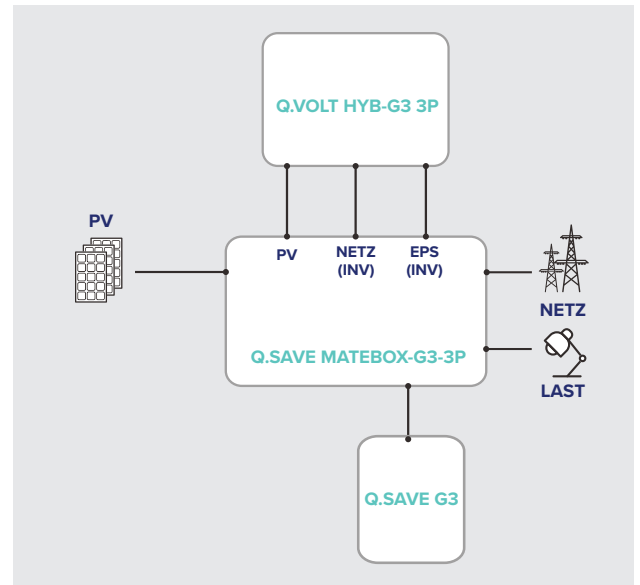 Q.VOLT HYB-G3 3P
PV
PV
NETZ
(INV)
EPS
(INV)
NETZ
Q.SAVE MATEBOX-G3-3P
LAST
Q.SAVE G3